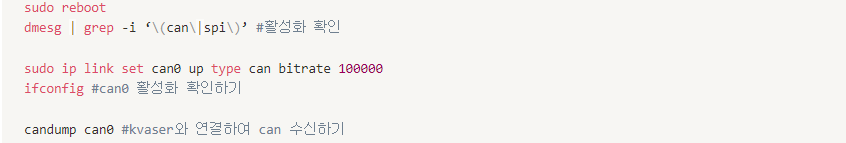 sudo reboot
dmesg | grep -i ‘\(can\|spi\)’ #활성화 확인
sudo ip link set can0 up type can bitrate 100000
ifconfig #can0 활성화 확인하기
candump can0 #kvaser와 연결하여 can 수신하기